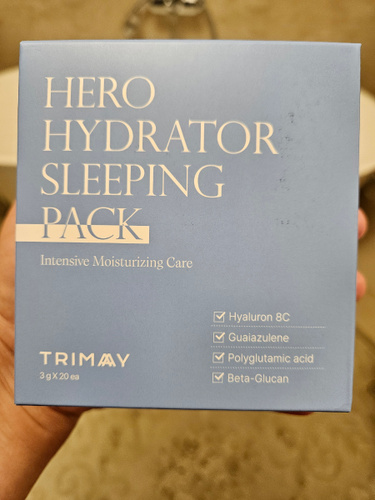 HERO
HYDRATOR
SLEEPING
PACK
Intensive Moisturizing Care
Hyaluron 8C
Guaiazulene
Polyglutamic acid
Beta-Glucan
TRIMAY
3 g X 20 ea